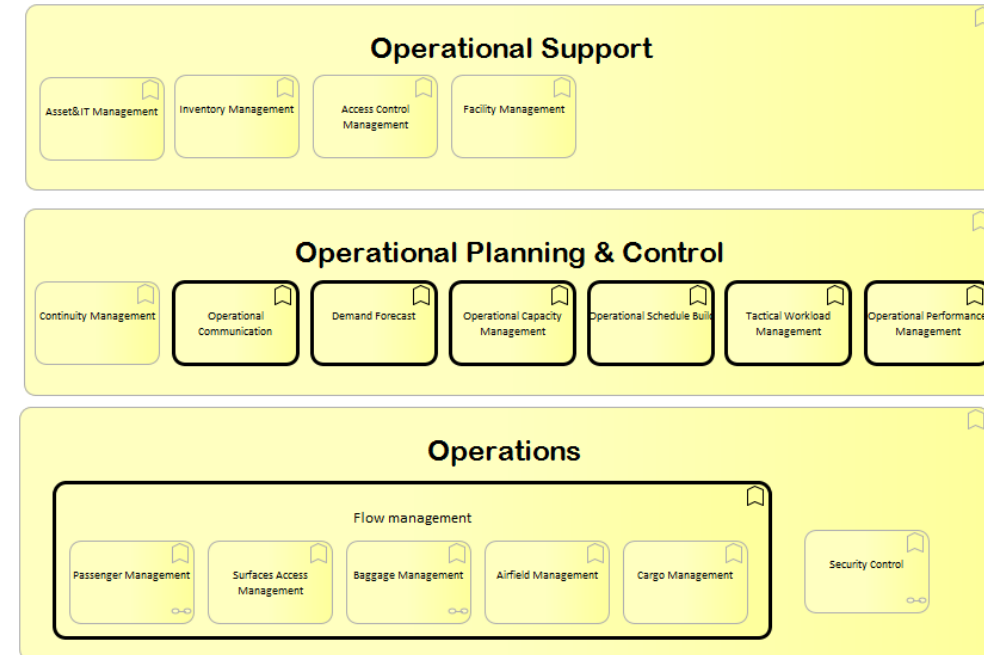 Operational Support
Asset&IT Management
Inventory Management
Access Control
Management
Facility Management
Operational Planning & Control
Continuity Management
Operational
Communication
Demand Forecast
Operational Capacity
Management
Operational Schedule Build
Tactical Workload
Management
Operational Performance
Management
Operations
Flow management
Passenger Management
Surfaces Access
Management
Baggage Management
Airfield Management
Cargo Management
Security Control